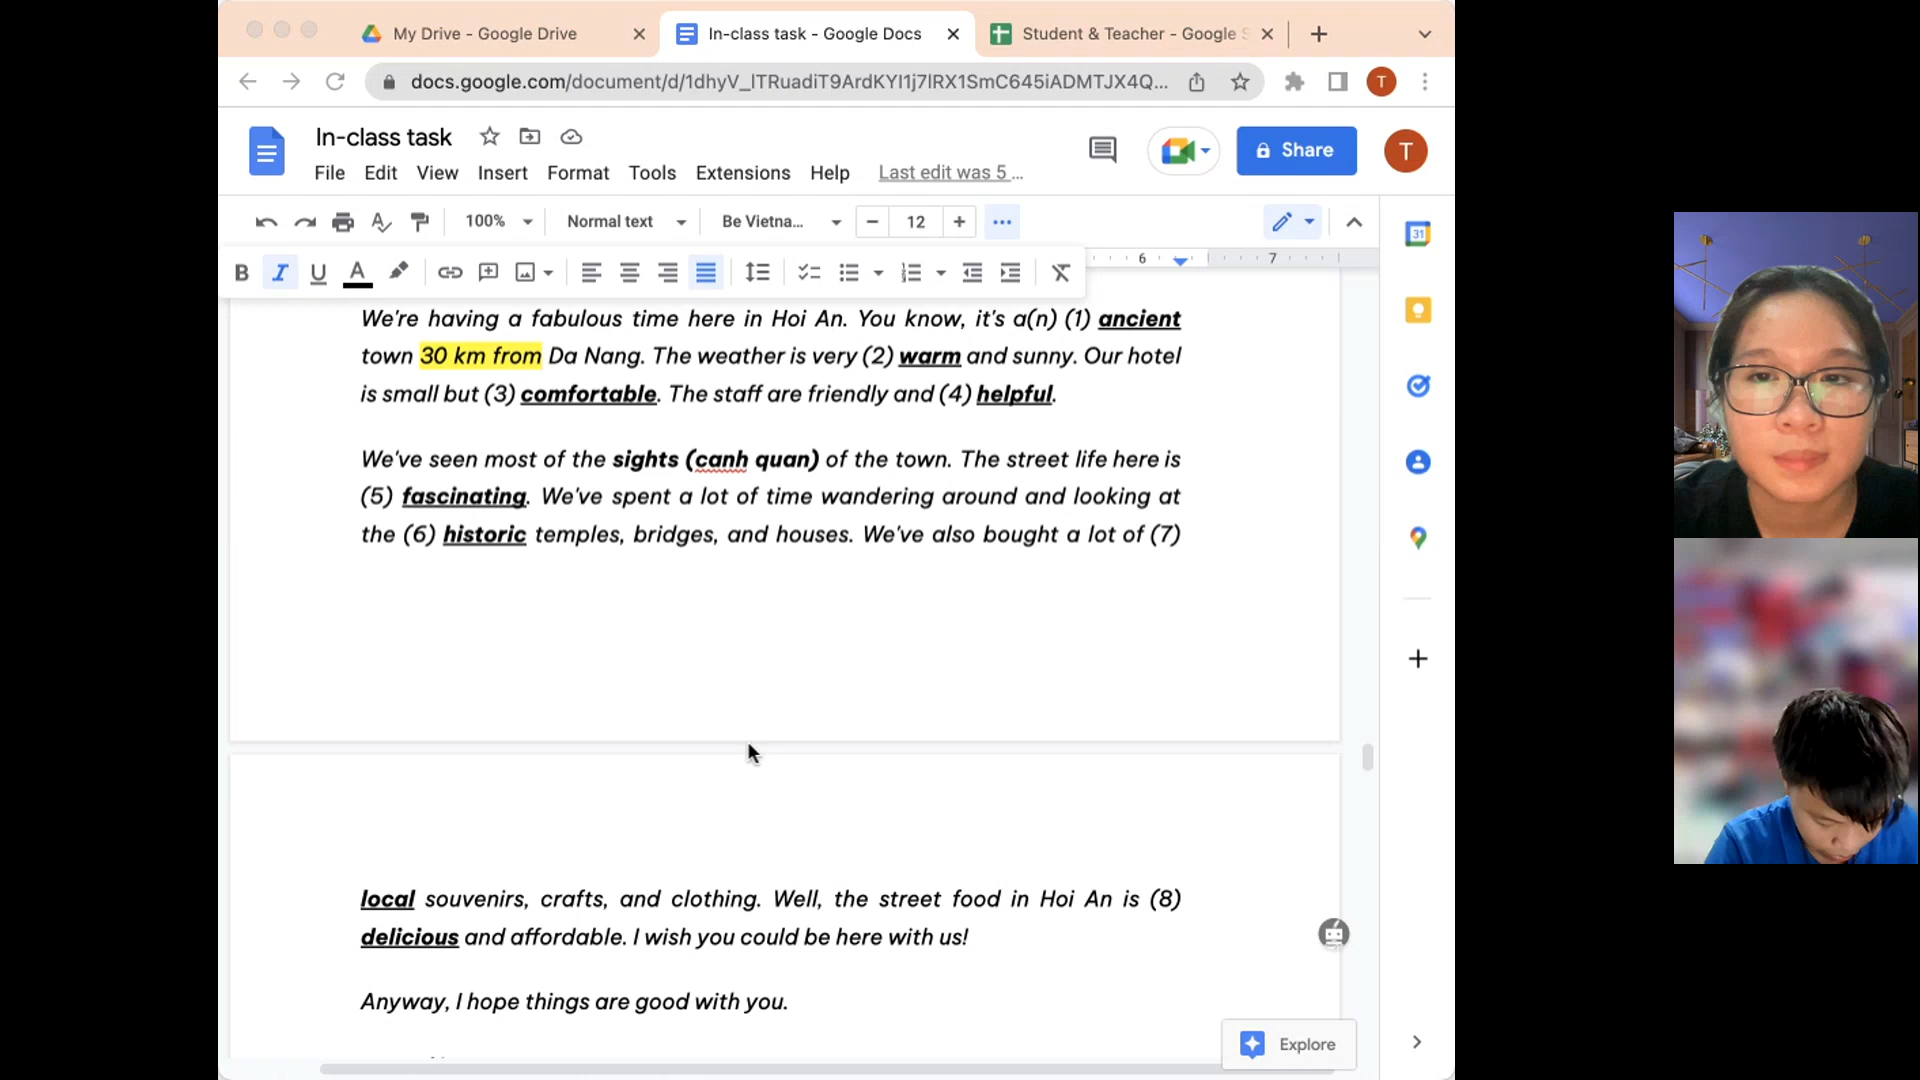 My Drive - Google Drive
In-class task - Google Docs
Student & Teacher - Google S
docs.google.com/document/d/1dhyV_lTRuadiT9ArdKYI1j7lRX1SmC645iADMTJX4Q...
T
In-class task
Share
T
File Edit View Insert Format Tools Extensions Help Last edit was 5 ...
100% Normal text Be Vietna... 12
31
6 7
We're having a fabulous time here in Hoi An. You know, it's a(n) (1) ancient
town 30 km from Da Nang. The weather is very (2) warm and sunny. Our hotel
is small but (3) comfortable. The staff are friendly and (4) helpful.
We've seen most of the sights (canh quan) of the town. The street life here is
(5) fascinating. We've spent a lot of time wandering around and looking at
the (6) historic temples, bridges, and houses. We've also bought a lot of (7)
local souvenirs, crafts, and clothing. Well, the street food in Hoi An is (8)
delicious and affordable. I wish you could be here with us!
Anyway, I hope things are good with you.
Explore